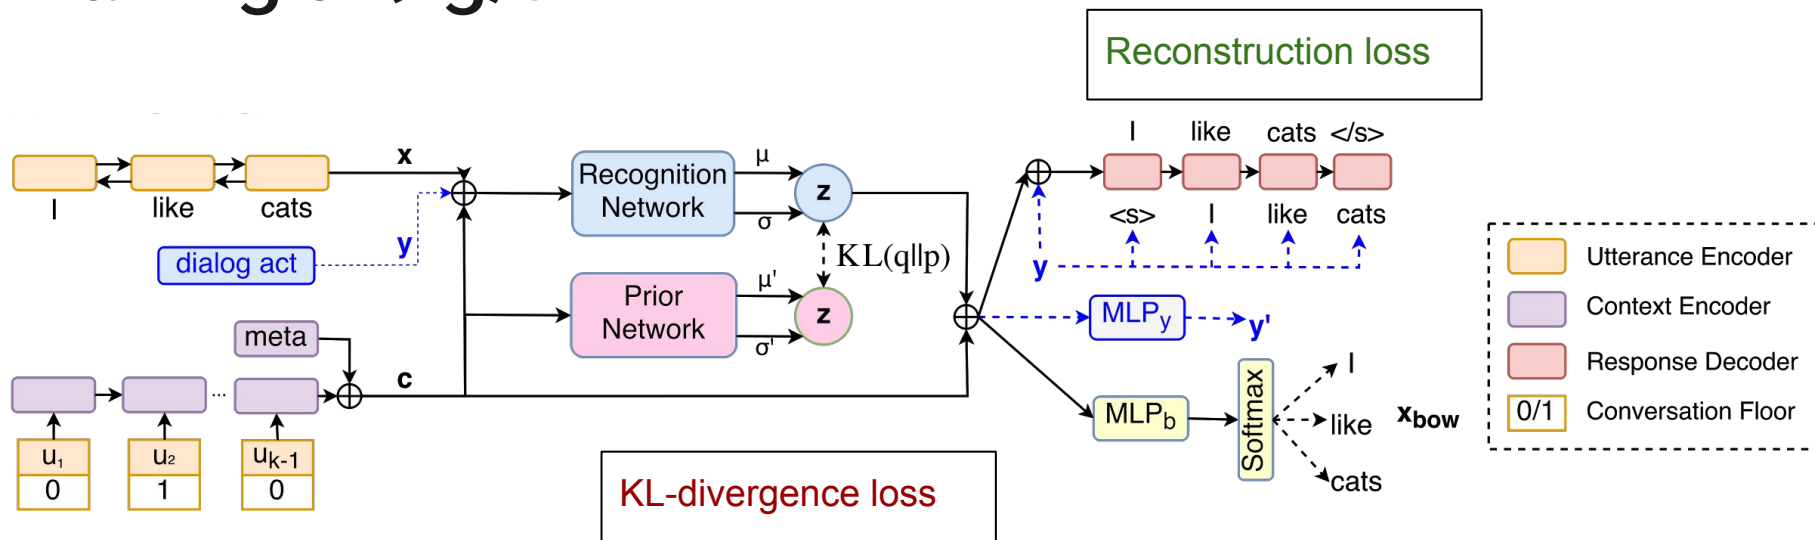 Reconstruction loss
I like cats </s>
x
Recognition
Network
μ
σ
z
I like cats
<s> I like cats
dialog act
y
KL(q||p)
y
Utterance Encoder
Prior
Network
μ'
σ'
z
MLPy
y'
Context Encoder
meta
c
Response Decoder
...
MLPb
Softmax
I
like
cats
xbow
0/1 Conversation Floor
u1 u2 uk-1
0 1 0
KL-divergence loss